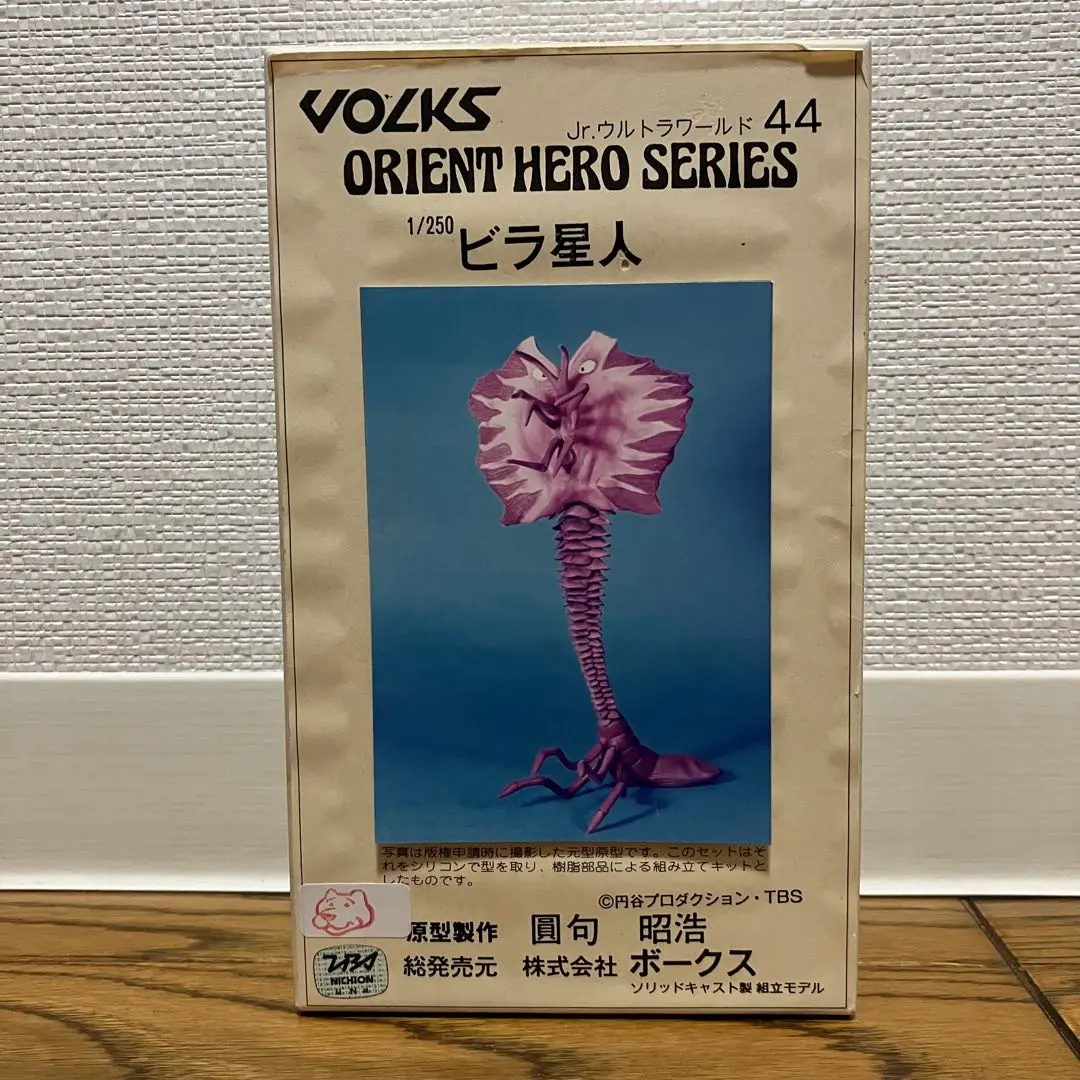 VOLKS
Jr.ウルトラワールド 44
ORIENT HERO SERIES
1/250 ビラ星人
写真は版権申請時に撮影した元型原型です。このセットはそ
れをシリコンで型を取り、樹脂部品による組み立てキットと
したものです。
©円谷プロダクション・TBS
原型製作 圓句 昭浩
総発売元 株式会社 ボークス
ソリッドキャスト製 組立モデル
NICHION